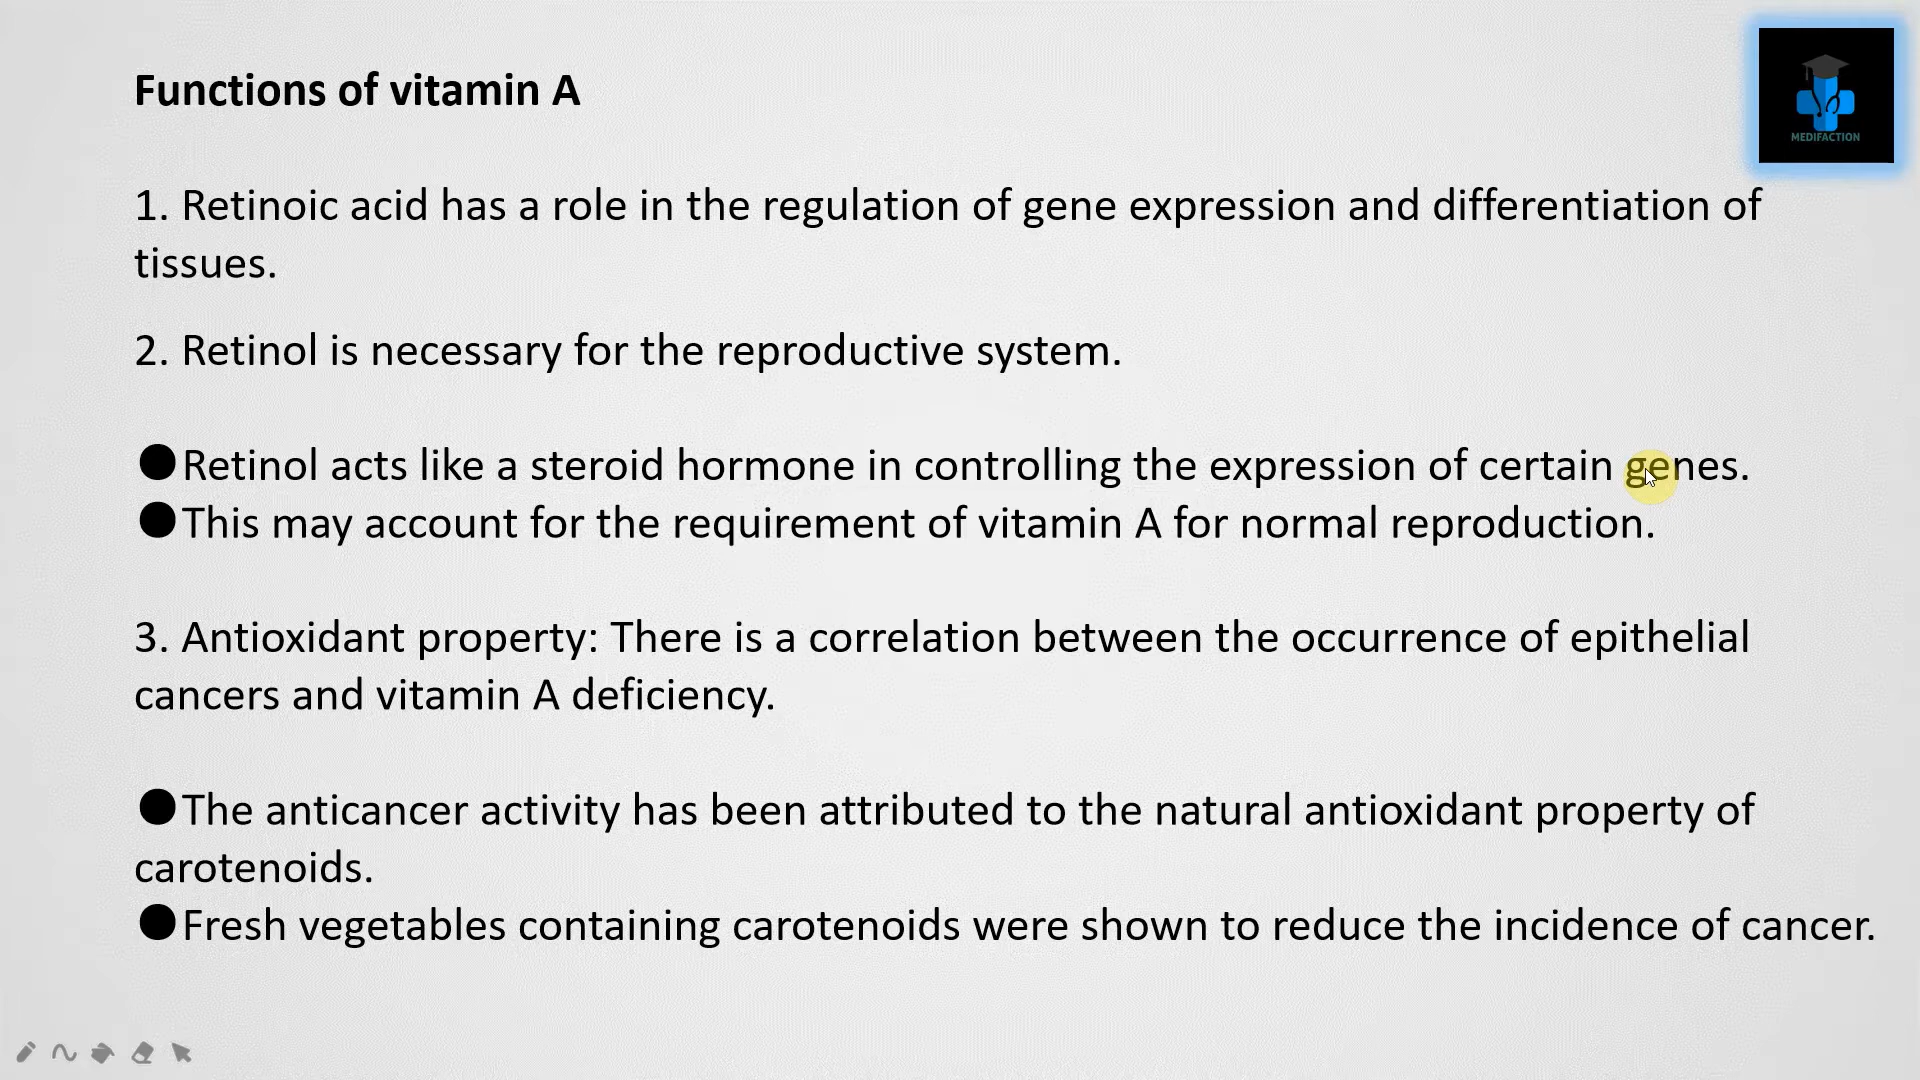 Functions of vitamin A
MEDIFACTION
1. Retinoic acid has a role in the regulation of gene expression and differentiation of
tissues.
2. Retinol is necessary for the reproductive system.
●Retinol acts like a steroid hormone in controlling the expression of certain genes.
●This may account for the requirement of vitamin A for normal reproduction.
3. Antioxidant property: There is a correlation between the occurrence of epithelial
cancers and vitamin A deficiency.
●The anticancer activity has been attributed to the natural antioxidant property of
carotenoids.
●Fresh vegetables containing carotenoids were shown to reduce the incidence of cancer.